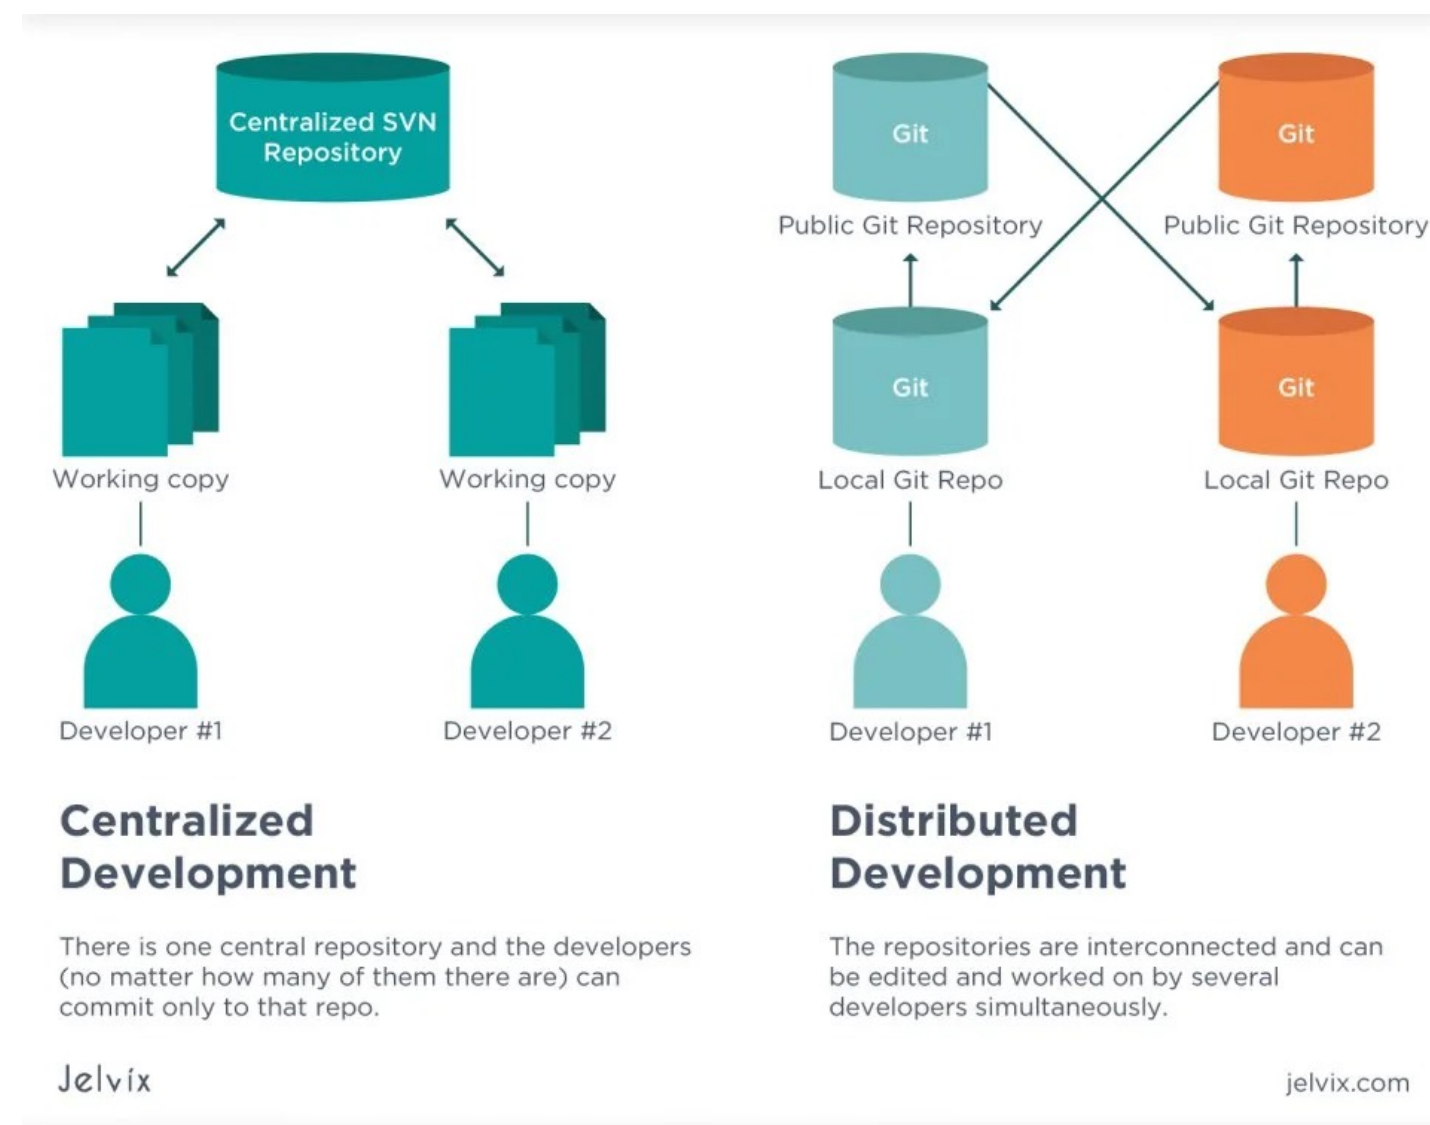 Centralized SVN
Repository
Working copy
Working copy
Developer #1
Developer #2
Centralized
Development
There is one central repository and the developers
(no matter how many of them there are) can
commit only to that repo.
Jelvix
Git
Git
Public Git Repository
Public Git Repository
Git
Git
Local Git Repo
Local Git Repo
Developer #1
Developer #2
Distributed
Development
The repositories are interconnected and can
be edited and worked on by several
developers simultaneously.
jelvix.com